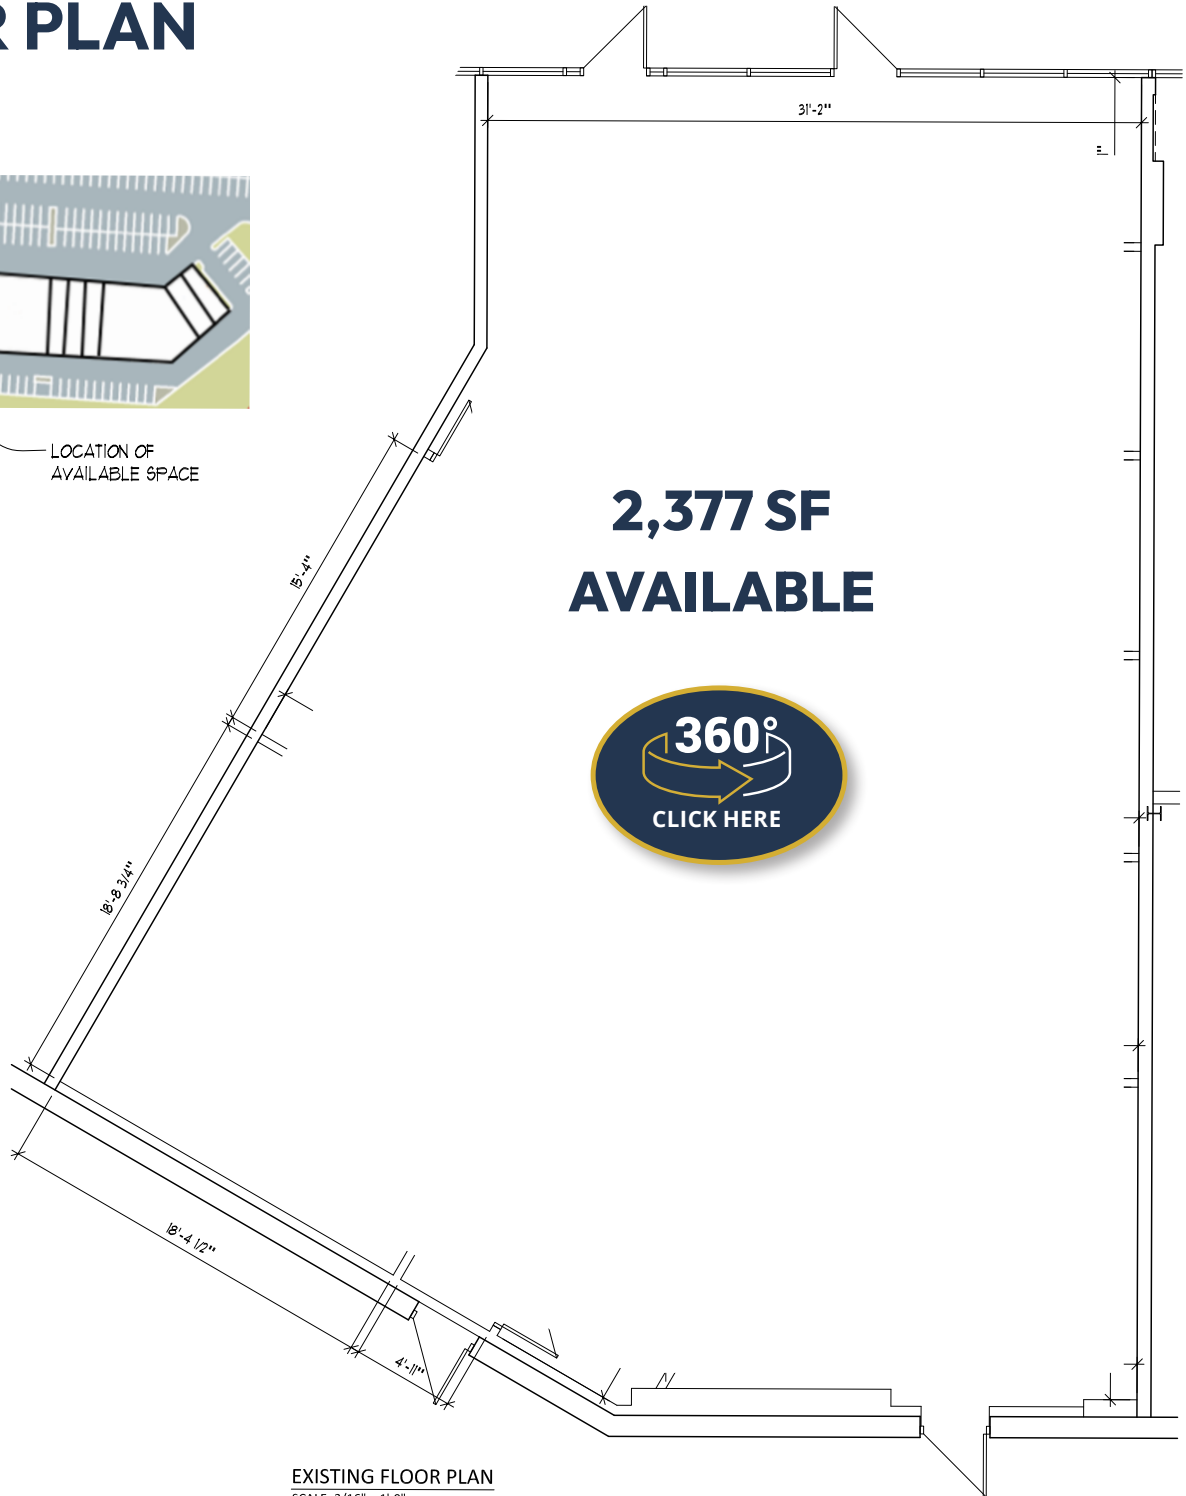 R PLAN
31'-2"
LOCATION OF
AVAILABLE SPACE
2,377 SF
AVAILABLE
15'-4"
360°
CLICK HERE
18'-8 3/4"
18'-4 1/2"
4'-11"
EXISTING FLOOR PLAN